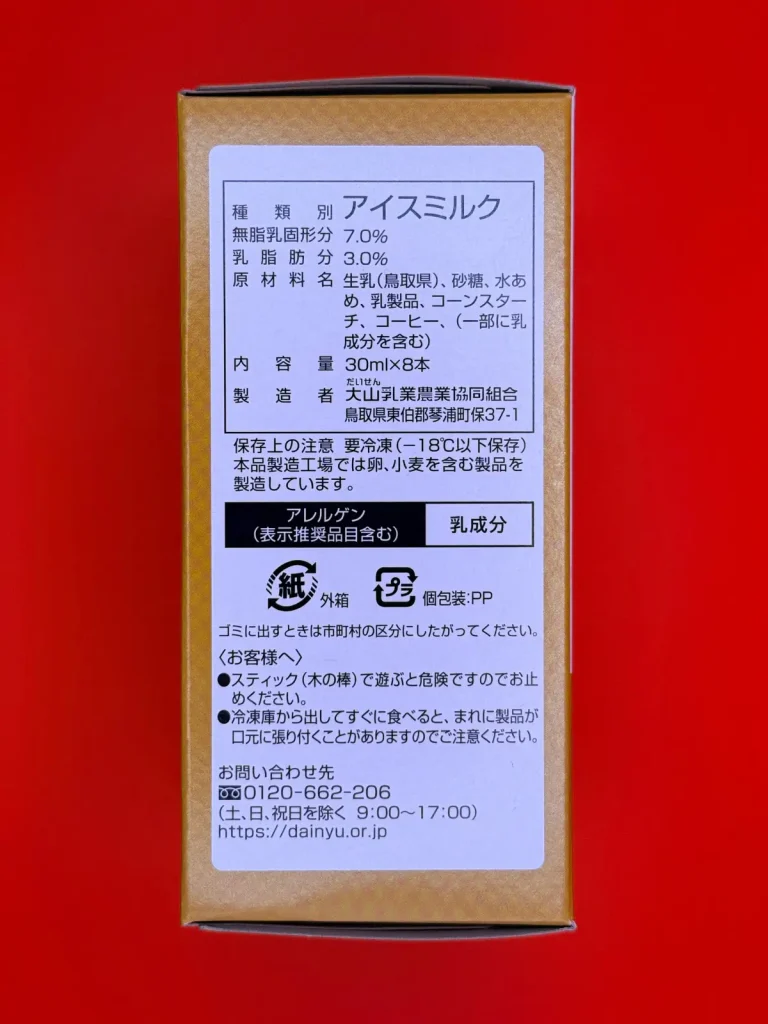 種類別 アイスミルク
無脂乳固形分 7.0%
乳脂肪分 3.0%
原材料名 生乳(鳥取県)、砂糖、水あ
め、乳製品、コーンスター
チ、コーヒー、(一部に乳
成分を含む)
内容量 30ml×8本
だいせん
製造者 大山乳業農業協同組合
鳥取県東伯郡琴浦町保37-1
保存上の注意 要冷凍(-18℃以下保存)
本品製造工場では卵、小麦を含む製品を
製造しています。
アレルゲン
(表示推奨品目含む) 乳成分
紙 外箱 プラ 個包装:PP
ゴミに出すときは市町村の区分にしたがってください。
〈お客様へ〉
●スティック(木の棒)で遊ぶと危険ですのでお止
めください。
●冷凍庫から出してすぐに食べると、まれに製品が
口元に張り付くことがありますのでご注意ください。
お問い合わせ先
0120-662-206
(土、日、祝日を除く 9:00〜17:00)
https://dainyu.or.jp